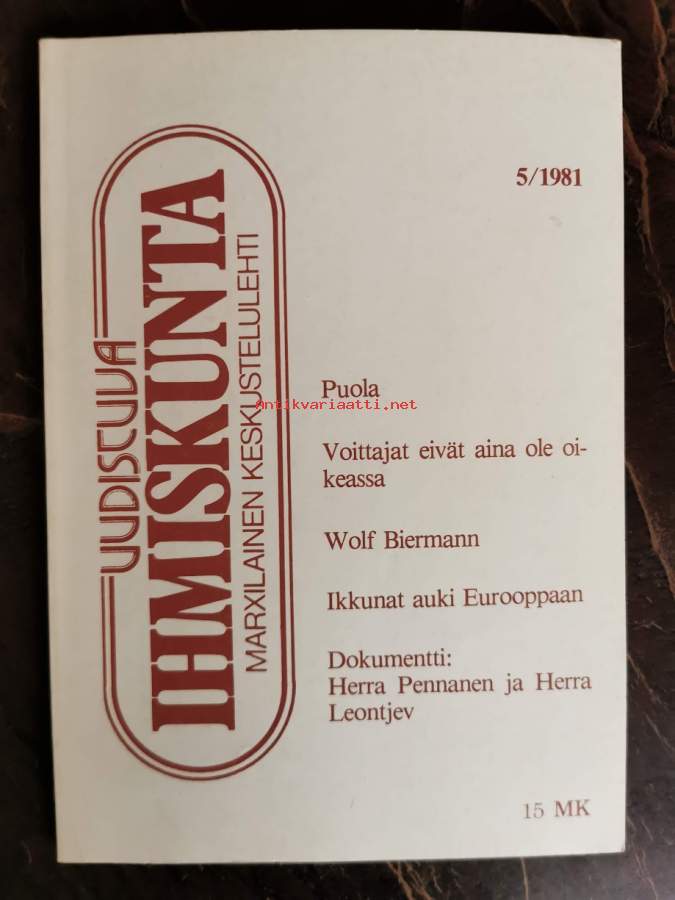 UUDISTUVA
IHMISKUNTA
MARXILAINEN KESKUSTELULEHTI
5/1981
Puola
Antikvariaatti.net
Voittajat eivät aina ole oi-
keassa
Wolf Biermann
Ikkunat auki Eurooppaan
Dokumentti:
Herra Pennanen ja Herra
Leontjev
15 MK